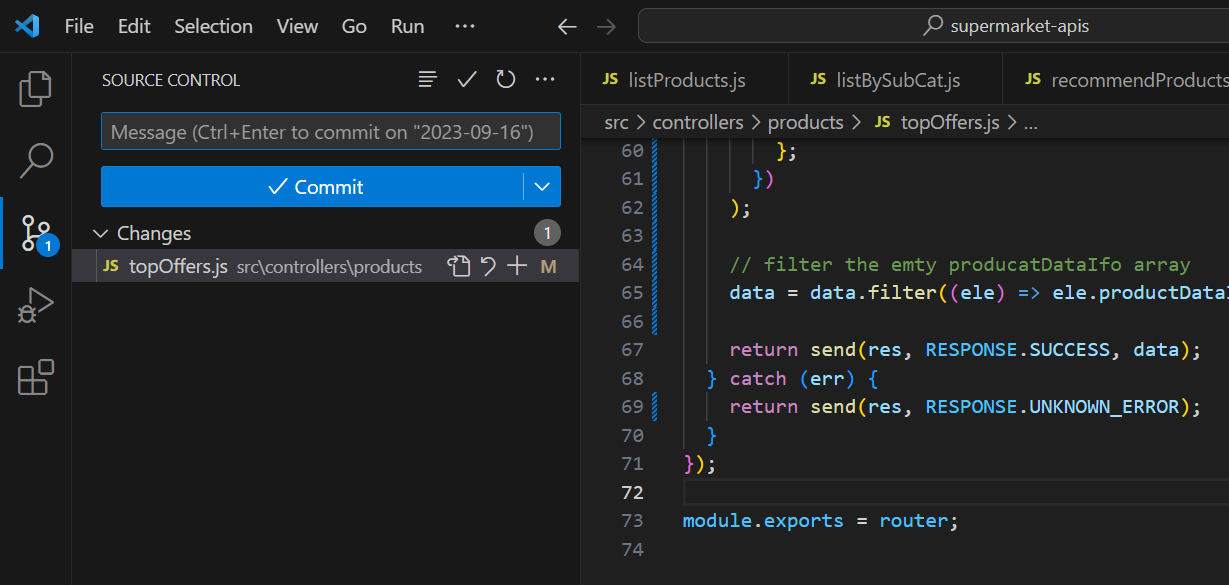 File Edit Selection View Go Run ···
supermarket-apis
SOURCE CONTROL
Message (Ctrl+Enter to commit on "2023-09-16")
Commit
Changes 1
JS topOffers.js src\controllers\products M
1
JS listProducts.js JS listBySubCat.js JS recommendProducts
src > controllers > products > JS topOffers.js > ...
60 };
61 })
62 );
63
64 // filter the emty producatDataIfo array
65 data = data.filter((ele) => ele.productDataI
66
67 return send(res, RESPONSE.SUCCESS, data);
68 } catch (err) {
69 return send(res, RESPONSE.UNKNOWN_ERROR);
70 }
71 });
72
73 module.exports = router;
74